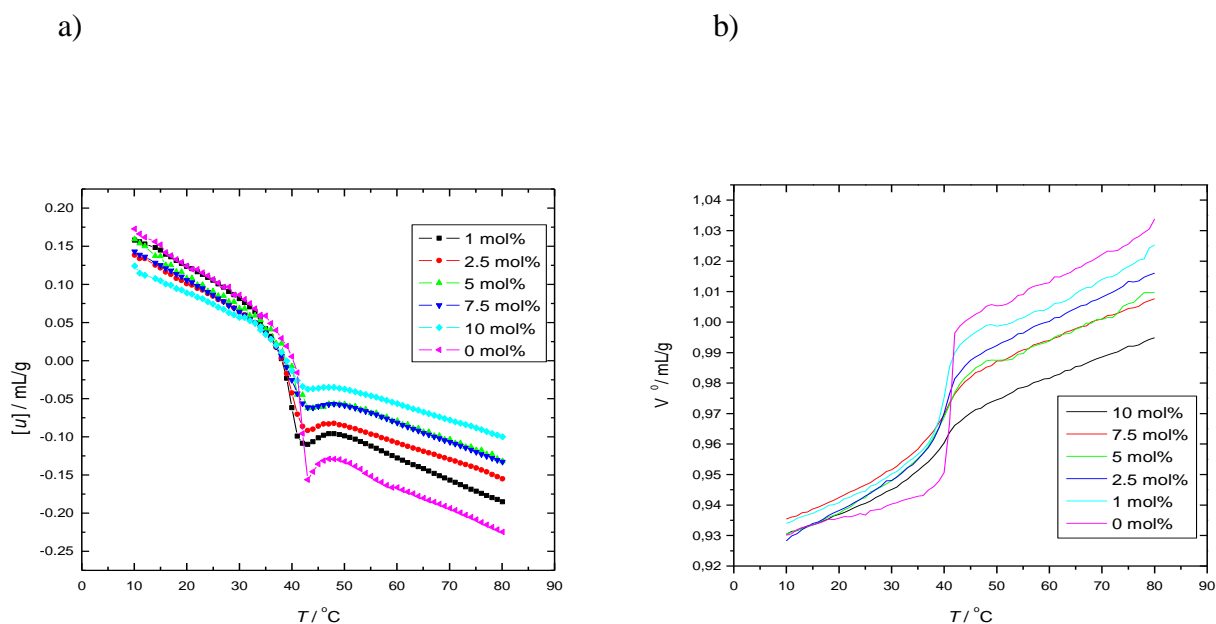 a)
b)
0.20
0.15
0.10
0.05
0.00
-0.05
-0.10
-0.15
-0.20
-0.25
[u] / mL/g
1 mol%
2.5 mol%
5 mol%
7.5 mol%
10 mol%
0 mol%
0 10 20 30 40 50 60 70 80 90
T / °C
1,04
1,03
1,02
1,01
1,00
0,99
0,98
0,97
0,96
0,95
0,94
0,93
0,92
V 0/ mL/g
10 mol%
7.5 mol%
5 mol%
2.5 mol%
1 mol%
0 mol%
0 10 20 30 40 50 60 70 80 90
T / °C